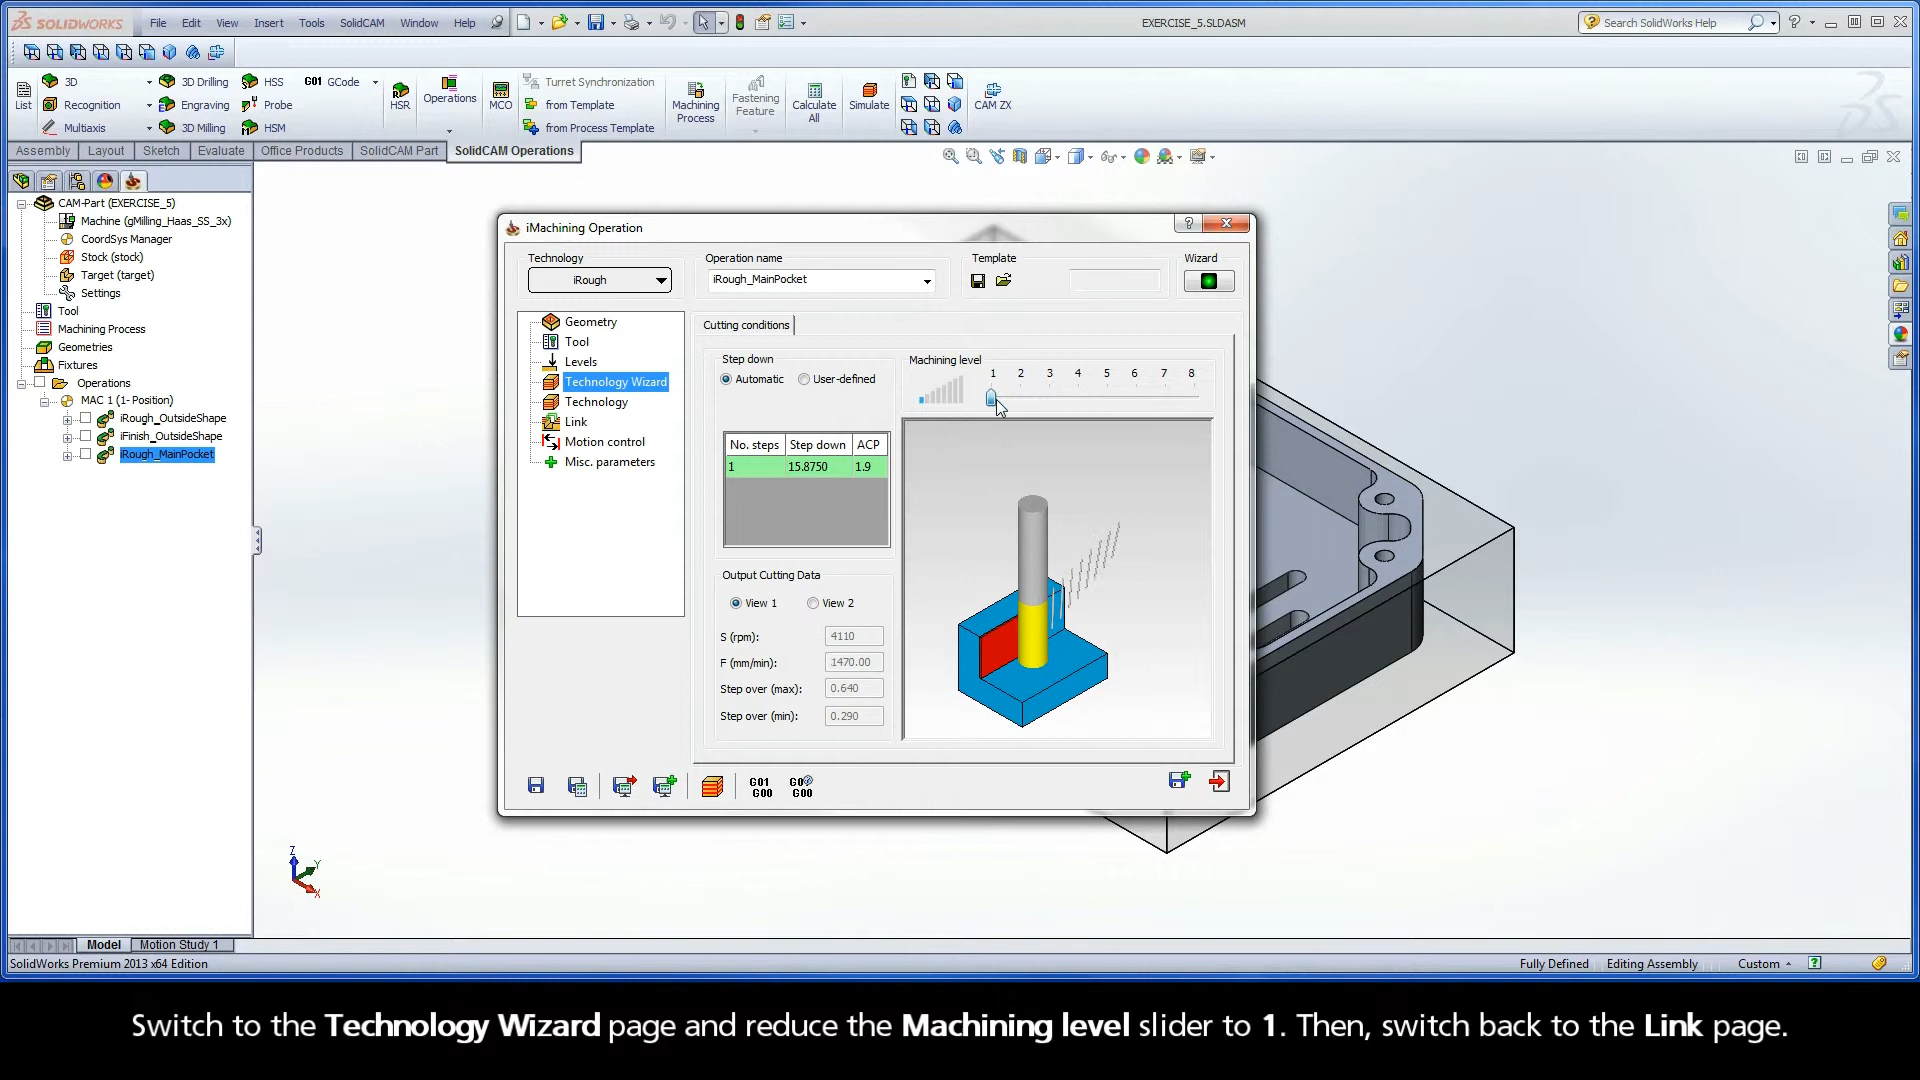 SOLIDWORKS File Edit View Insert Tools SolidCAM Window Help EXERCISE_5.SLDASM Search SolidWorks Help
3D 3D Drilling HSS G01 GCode Turret Synchronization
List Recognition Engraving Probe HSR Operations MCO from Template Machining Process Fastening Feature Calculate All Simulate CAM ZX
Multiaxis 3D Milling HSM from Process Template
Assembly Layout Sketch Evaluate Office Products SolidCAM Part SolidCAM Operations
CAM-Part (EXERCISE_5)
Machine (gMilling_Haas_SS_3x)
CoordSys Manager
Stock (stock)
Target (target)
Settings
Tool
Machining Process
Geometries
Fixtures
Operations
MAC 1 (1- Position)
iRough_OutsideShape
iFinish_OutsideShape
iRough_MainPocket
iMachining Operation
Technology Operation name Template Wizard
iRough iRough_MainPocket
Geometry
Tool
Levels
Technology Wizard
Technology
Link
Motion control
Misc. parameters
Cutting conditions
Step down
Automatic User-defined
Machining level
1 2 3 4 5 6 7 8
No. steps Step down ACP
1 15.8750 1.9
Output Cutting Data
View 1 View 2
S (rpm): 4110
F (mm/min): 1470.00
Step over (max): 0.640
Step over (min): 0.290
G01 G00
G00
Z Y X
Model Motion Study 1
SolidWorks Premium 2013 x64 Edition Fully Defined Editing Assembly Custom
Switch to the Technology Wizard page and reduce the Machining level slider to 1. Then, switch back to the Link page.